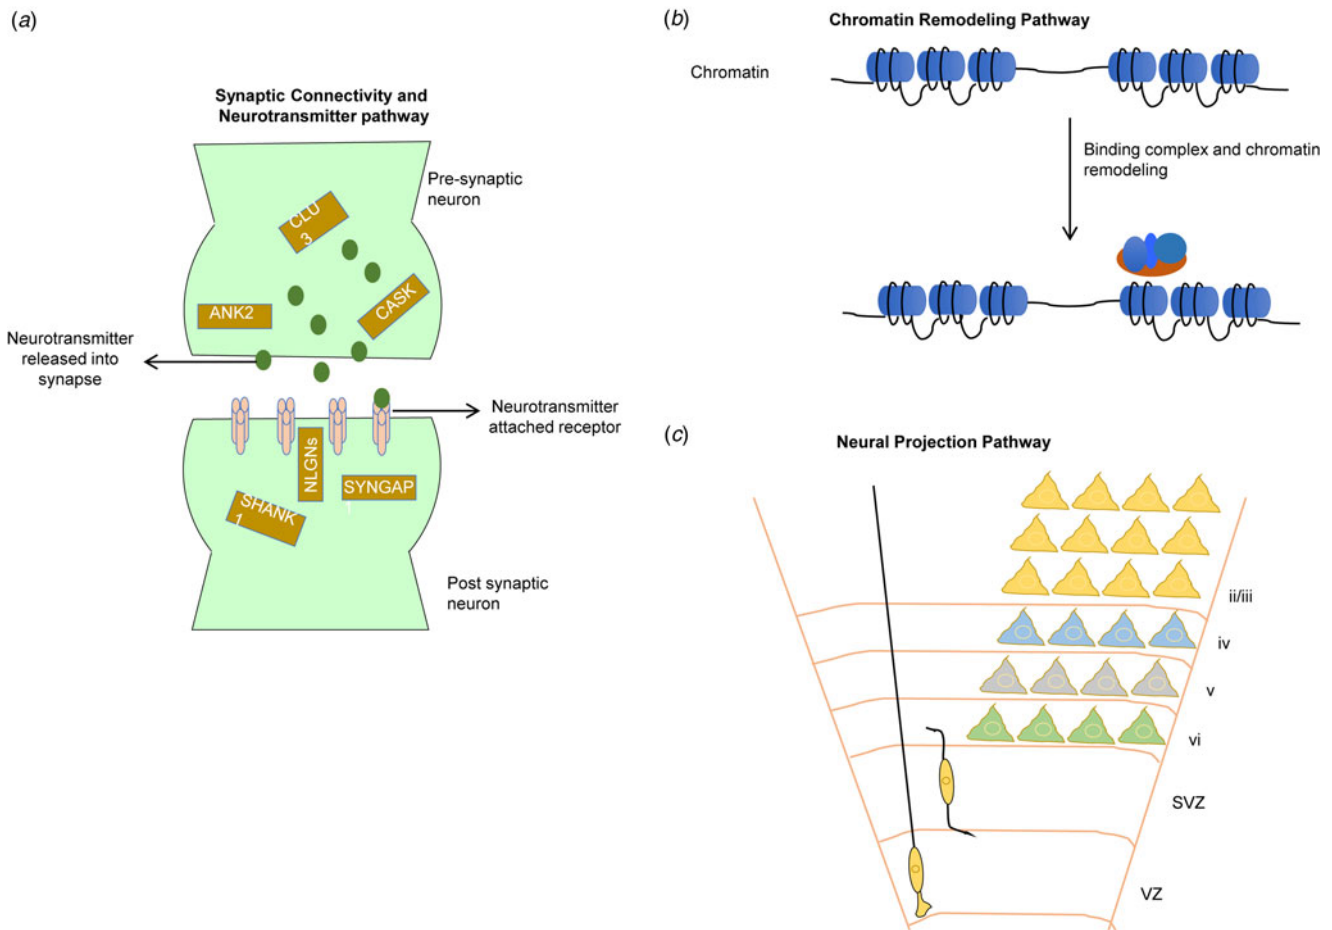 (a)
Synaptic Connectivity and
Neurotransmitter pathway
Pre-synaptic
neuron
CLU
3
ANK2
CASK
Neurotransmitter
released into
synapse
Neurotransmitter
attached receptor
NLGNs
SYNGAP
1
SHANK
1
Post synaptic
neuron
(b)
Chromatin Remodeling Pathway
Chromatin
Binding complex and chromatin
remodeling
(c)
Neural Projection Pathway
ii/iii
iv
v
vi
SVZ
VZ